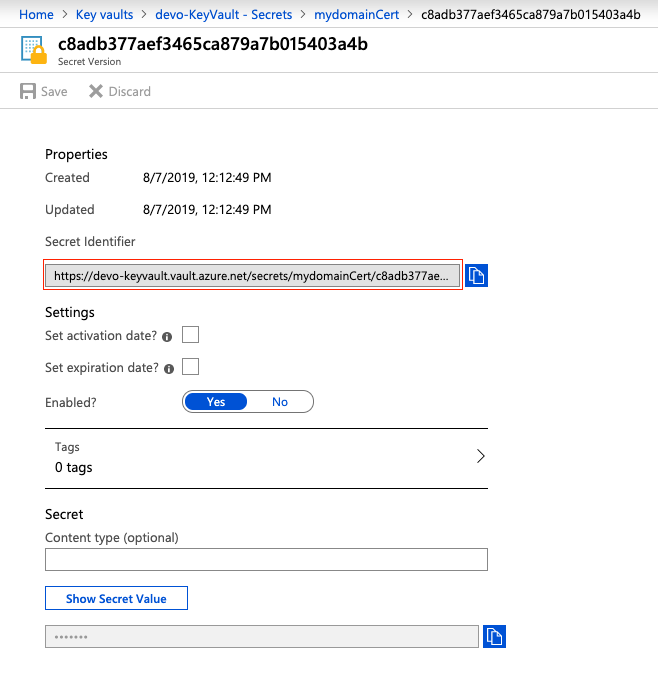 Home > Key vaults > devo-KeyVault - Secrets > mydomainCert > c8adb377aef3465ca879a7b015403a4b
c8adb377aef3465ca879a7b015403a4b
Secret Version
Save Discard
Properties
Created 8/7/2019, 12:12:49 PM
Updated 8/7/2019, 12:12:49 PM
Secret Identifier
https://devo-keyvault.vault.azure.net/secrets/mydomainCert/c8adb377ae...
Settings
Set activation date?
Set expiration date?
Enabled? Yes No
Tags
0 tags
Secret
Content type (optional)
Show Secret Value
•••••••